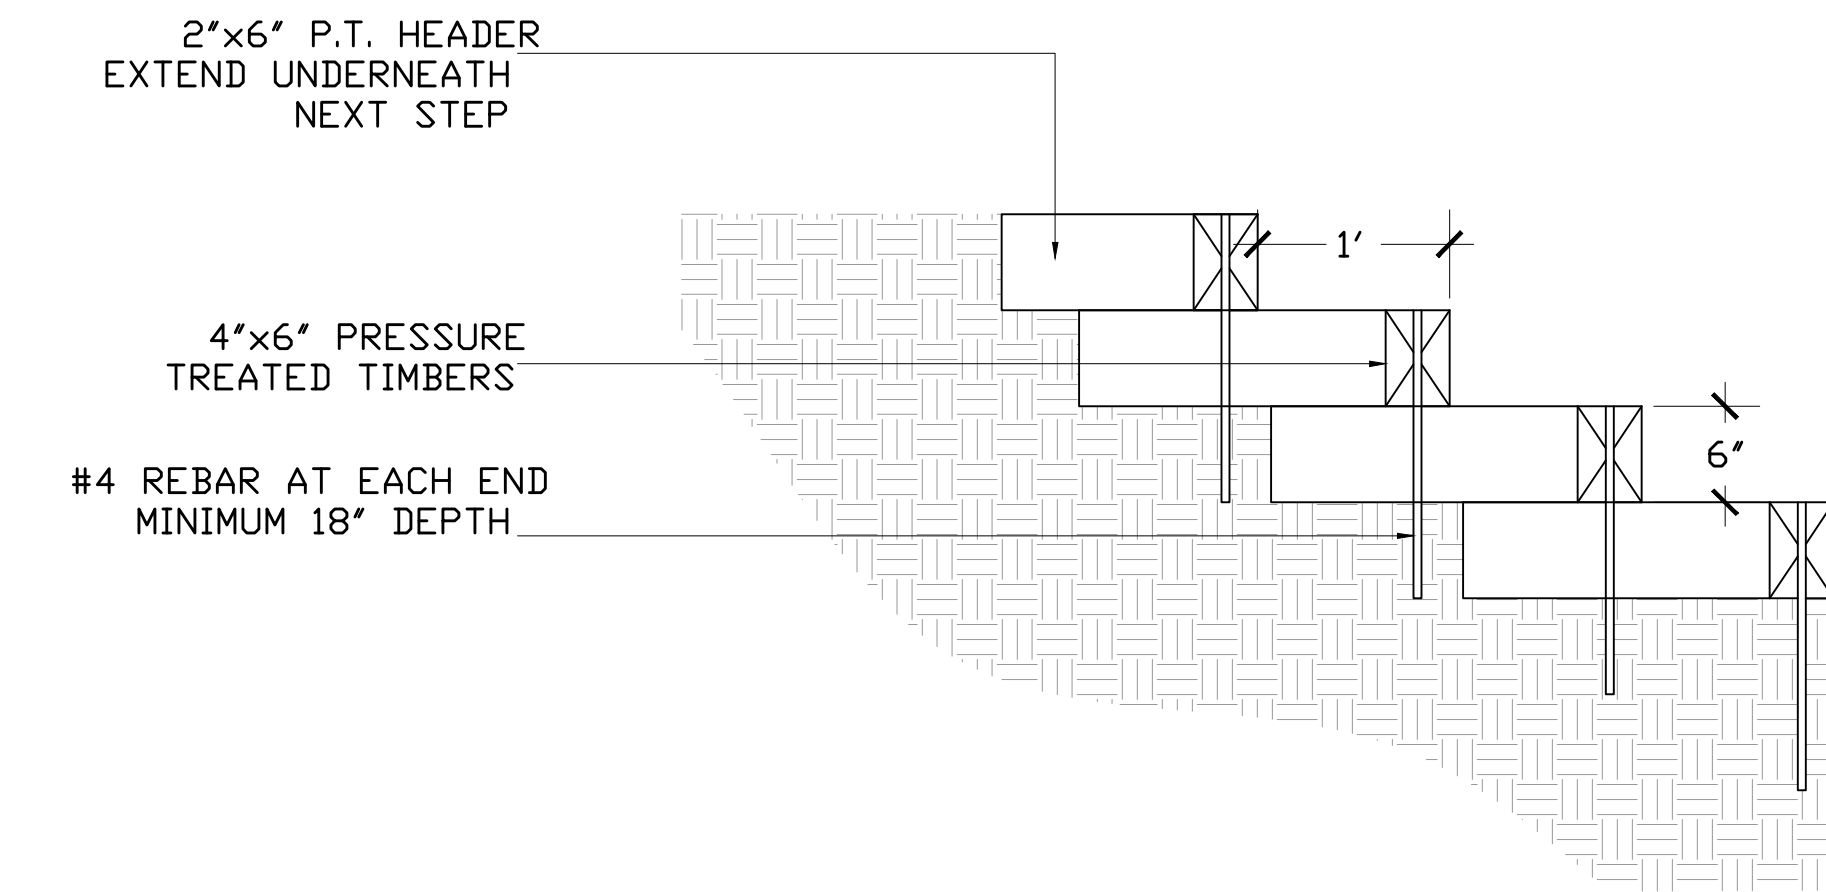 2"x6" P.T. HEADER
EXTEND UNDERNEATH
NEXT STEP
1'
4"x6" PRESSURE
TREATED TIMBERS
6"
#4 REBAR AT EACH END
MINIMUM 18" DEPTH